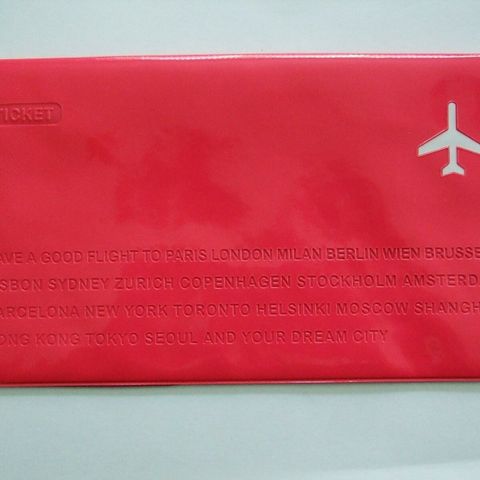 TICKET
AVE A GOOD FLIGHT TO PARIS LONDON MILAN BERLIN WIEN BRUSSE
SBON SYDNEY ZURICH COPENHAGEN STOCKHOLM AMSTERD
ARCELONA NEW YORK TORONTO HELSINKI MOSCOW SHANGH
ONG KONG TOKYO SEOUL AND YOUR DREAM CITY